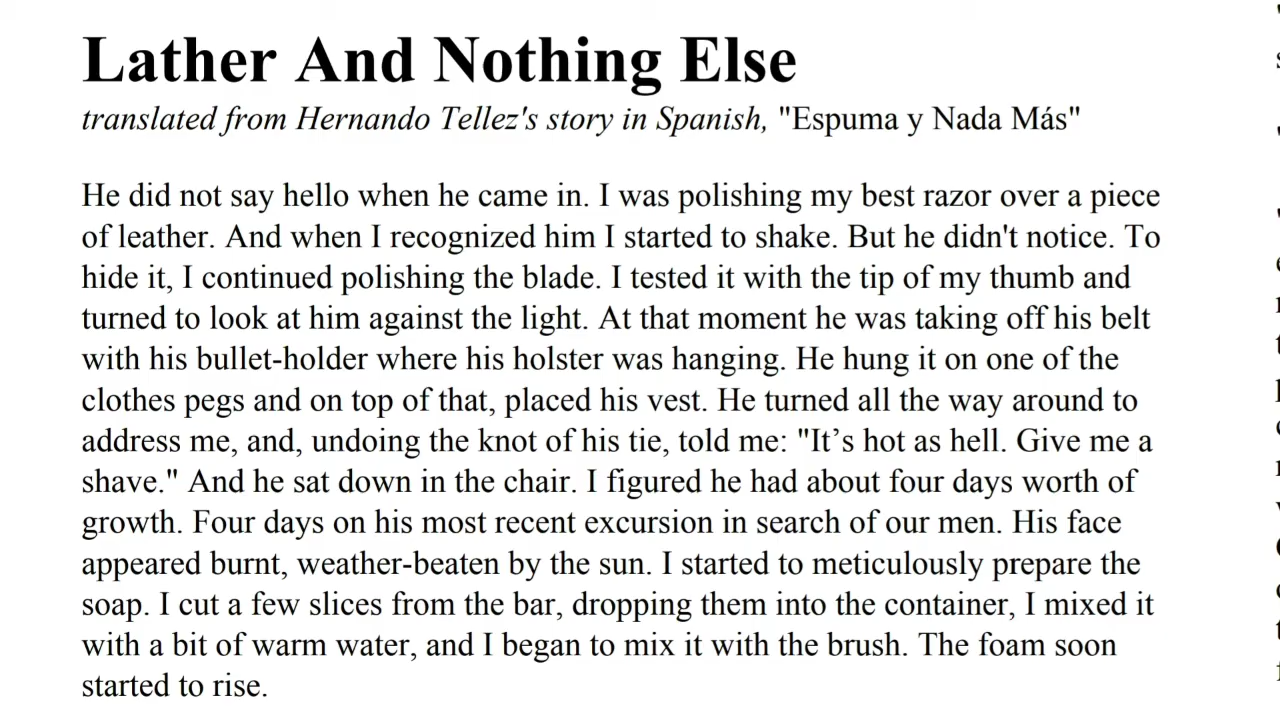 Lather And Nothing Else
translated from Hernando Tellez's story in Spanish, "Espuma y Nada Más"
He did not say hello when he came in. I was polishing my best razor over a piece
of leather. And when I recognized him I started to shake. But he didn't notice. To
hide it, I continued polishing the blade. I tested it with the tip of my thumb and
turned to look at him against the light. At that moment he was taking off his belt
with his bullet-holder where his holster was hanging. He hung it on one of the
clothes pegs and on top of that, placed his vest. He turned all the way around to
address me, and, undoing the knot of his tie, told me: "It’s hot as hell. Give me a
shave." And he sat down in the chair. I figured he had about four days worth of
growth. Four days on his most recent excursion in search of our men. His face
appeared burnt, weather-beaten by the sun. I started to meticulously prepare the
soap. I cut a few slices from the bar, dropping them into the container, I mixed it
with a bit of warm water, and I began to mix it with the brush. The foam soon
started to rise.